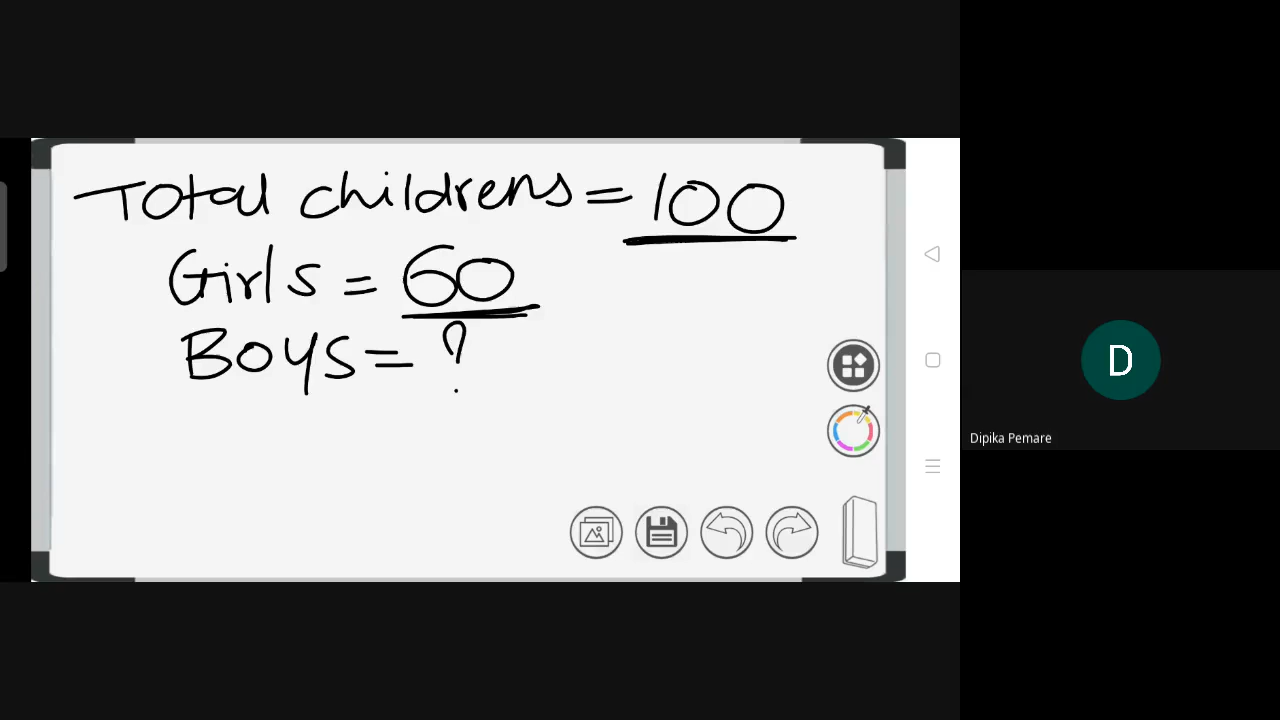 Total childrens = 100
Girls = 60
Boys = ?
D
Dipika Pemare